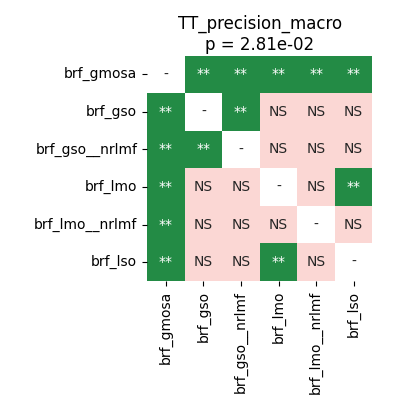 TT_precision_macro
p = 2.81e-02
brf_gmosa - ** ** ** ** **
brf_gso ** - ** NS NS NS
brf_gso__nrlmf ** ** - NS NS NS
brf_lmo ** NS NS - NS **
brf_lmo__nrlmf ** NS NS NS - NS
brf_lso ** NS NS ** NS -
brf_gmosa
brf_gso
brf_gso__nrlmf
brf_lmo
brf_lmo__nrlmf
brf_lso